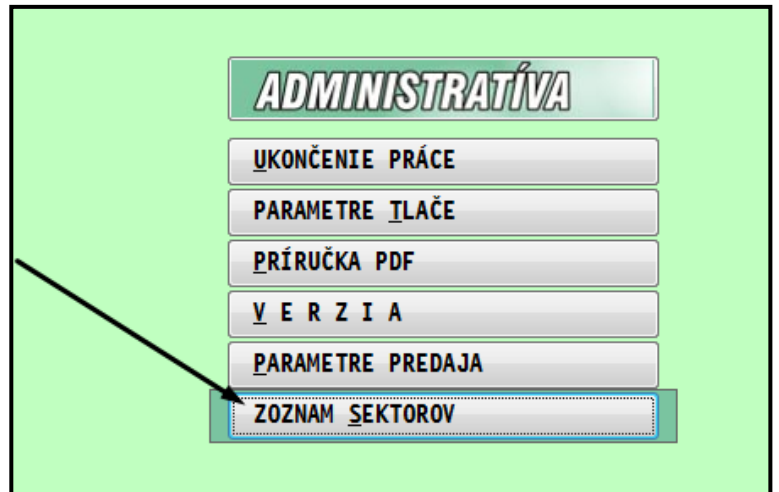 ADMINISTRATÍVA
UKONČENIE PRÁCE
PARAMETRE TLAČE
PRÍRUČKA PDF
V E R Z I A
PARAMETRE PREDAJA
ZOZNAM SEKTOROV